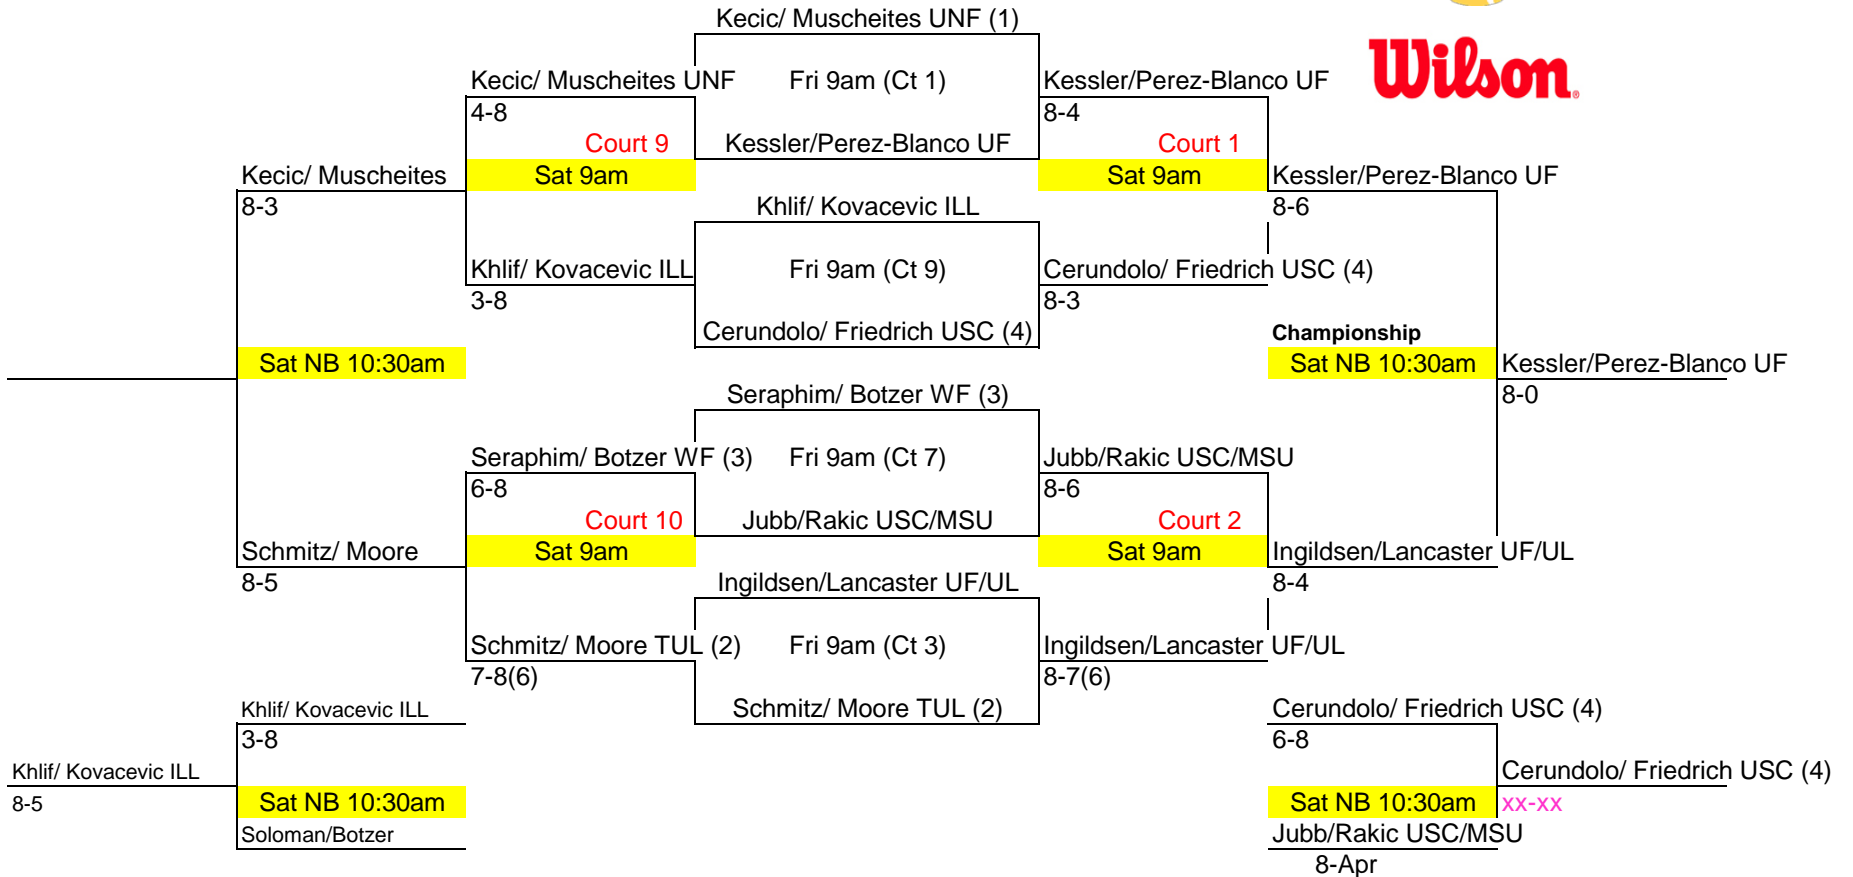 Kecic/ Muscheites UNF (1)
Wilson®
Kecic/ Muscheites UNF Fri 9am (Ct 1) Kessler/Perez-Blanco UF
4-8 8-4
Court 9 Kessler/Perez-Blanco UF Court 1
Kecic/ Muscheites Sat 9am Sat 9am Kessler/Perez-Blanco UF
8-3 Khlif/ Kovacevic ILL 8-6
Khlif/ Kovacevic ILL Fri 9am (Ct 9) Cerundolo/ Friedrich USC (4)
3-8 8-3
Cerundolo/ Friedrich USC (4) Championship
Sat NB 10:30am Sat NB 10:30am Kessler/Perez-Blanco UF
Seraphim/ Botzer WF (3) 8-0
Seraphim/ Botzer WF (3) Fri 9am (Ct 7) Jubb/Rakic USC/MSU
6-8 8-6
Court 10 Jubb/Rakic USC/MSU Court 2
Schmitz/ Moore Sat 9am Sat 9am Ingildsen/Lancaster UF/UL
8-5 Ingildsen/Lancaster UF/UL 8-4
Schmitz/ Moore TUL (2) Fri 9am (Ct 3) Ingildsen/Lancaster UF/UL
7-8(6) 8-7(6)
Khlif/ Kovacevic ILL Schmitz/ Moore TUL (2) Cerundolo/ Friedrich USC (4)
3-8 6-8
Khlif/ Kovacevic ILL Cerundolo/ Friedrich USC (4)
8-5 Sat NB 10:30am Sat NB 10:30am xx-xx
Soloman/Botzer Jubb/Rakic USC/MSU
8-Apr